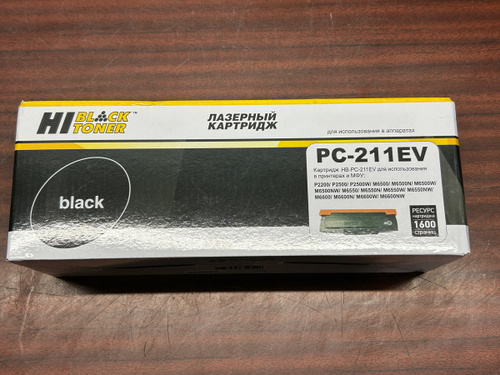 HI BLACK TONER
ЛАЗЕРНЫЙ
КАРТРИДЖ
для использования в аппаратах
PC-211EV
Картридж HB-PC-211EV для использования
в принтерах и МФУ:
P2200/ P2500/ P2500W/ M6500/ M6500N/ M6500W/
M6500NW/ M6550/ M6550N/ M6550W/ M6550NW/
M6600/ M6600N/ M6600W/ M6600NW
black
РЕСУРС
картриджа
1600
страниц